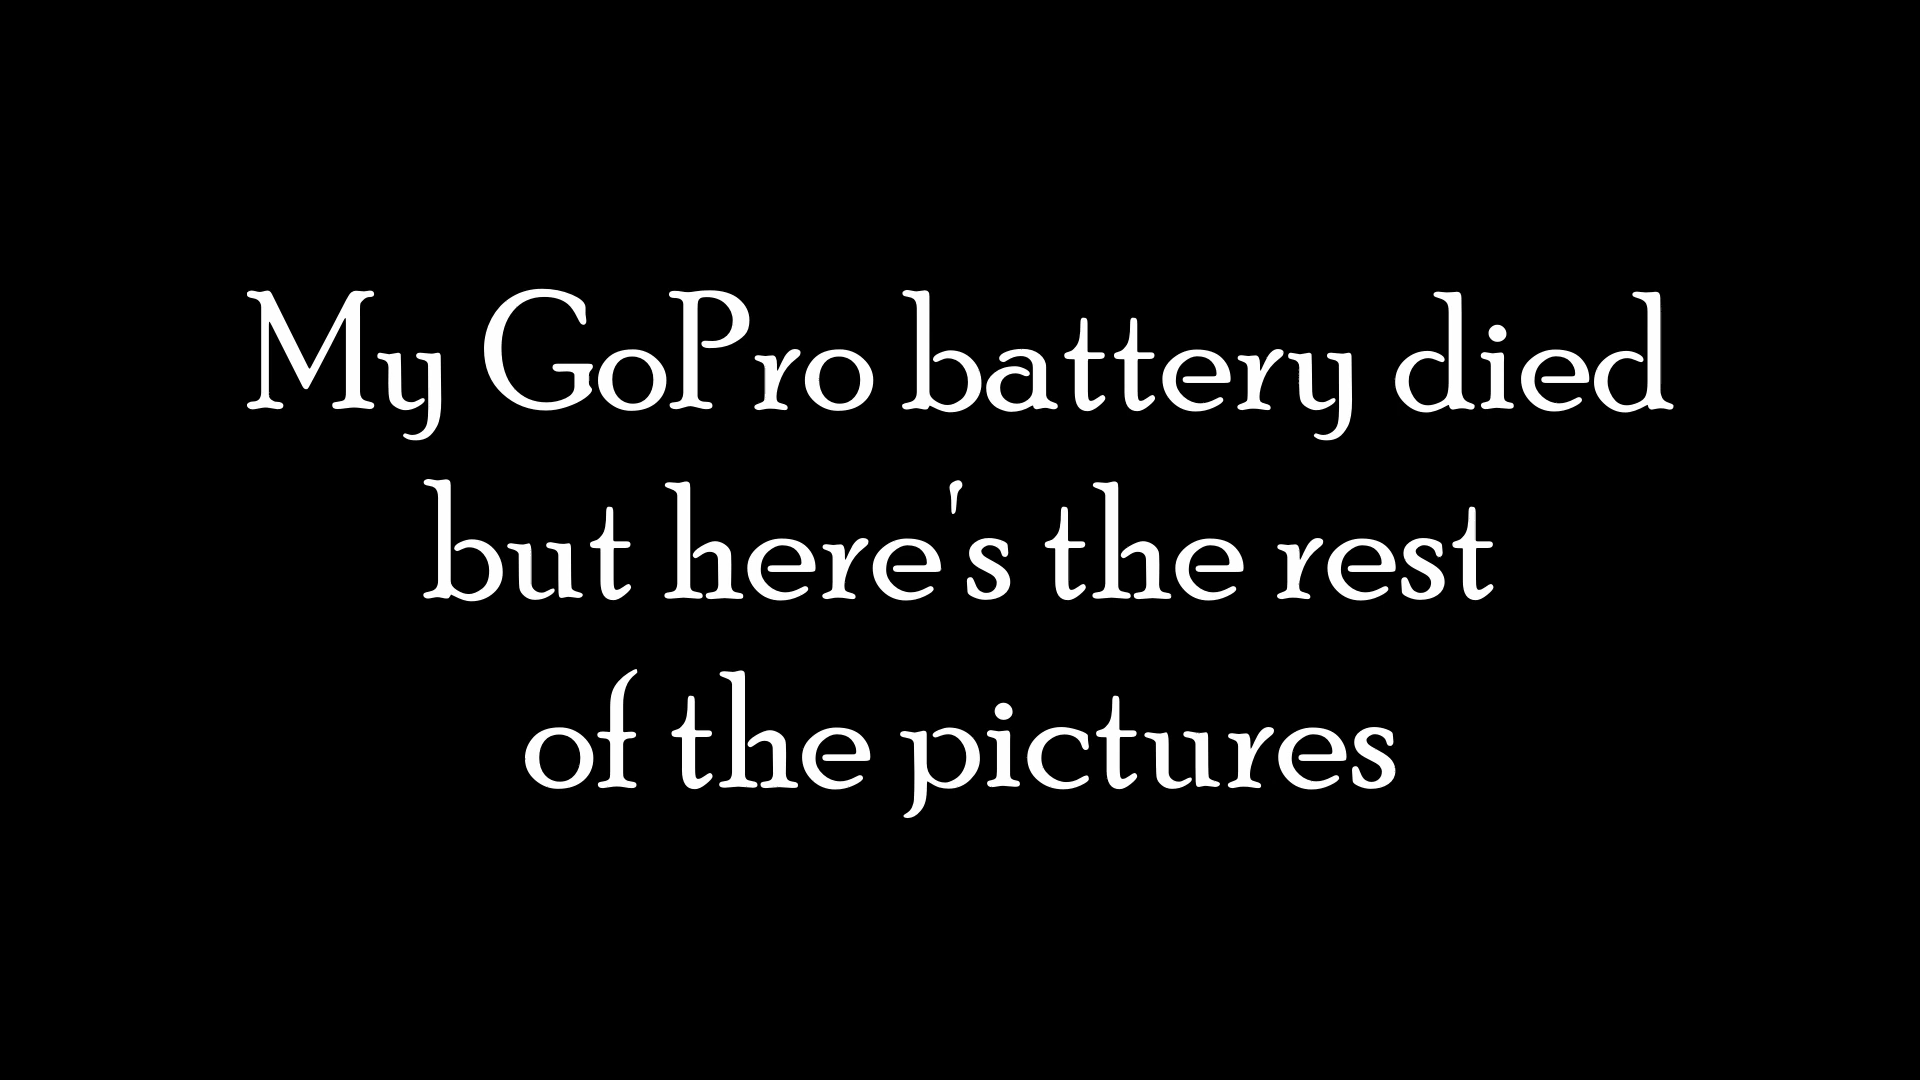 My GoPro battery died
but here's the rest
of the pictures